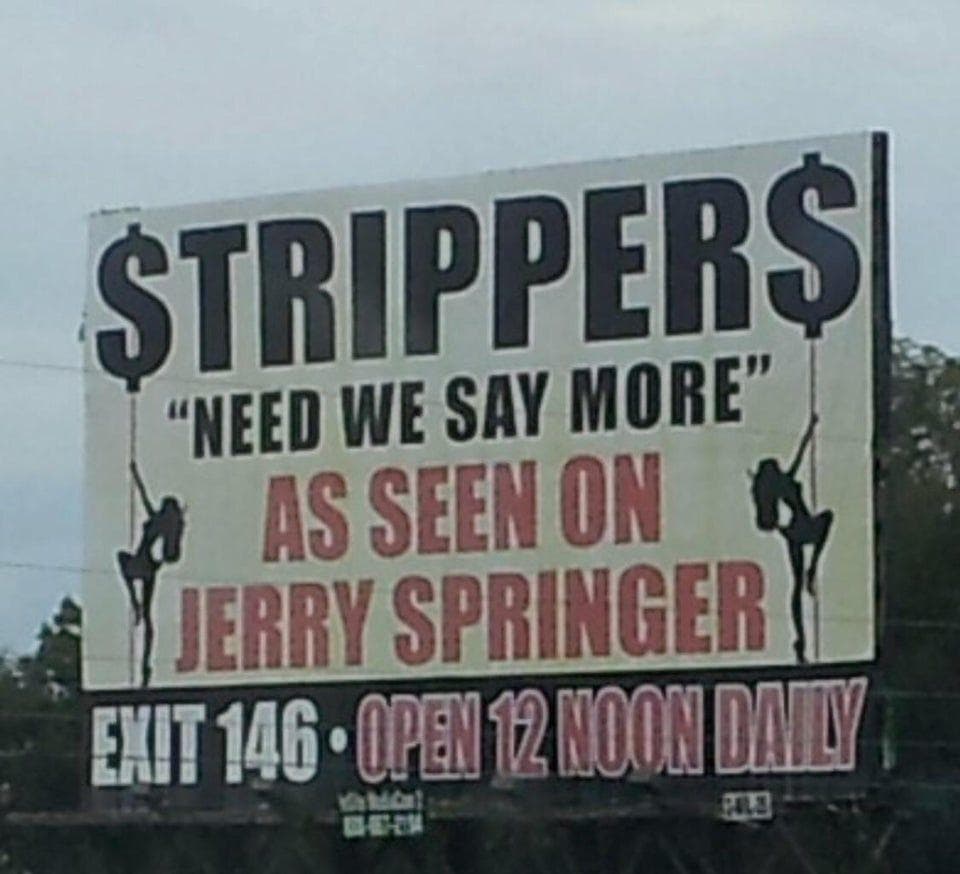 $TRIPPER$
“NEED WE SAY MORE”
AS SEEN ON
JERRY SPRINGER
EXIT 146 • OPEN 12 NOON DAILY